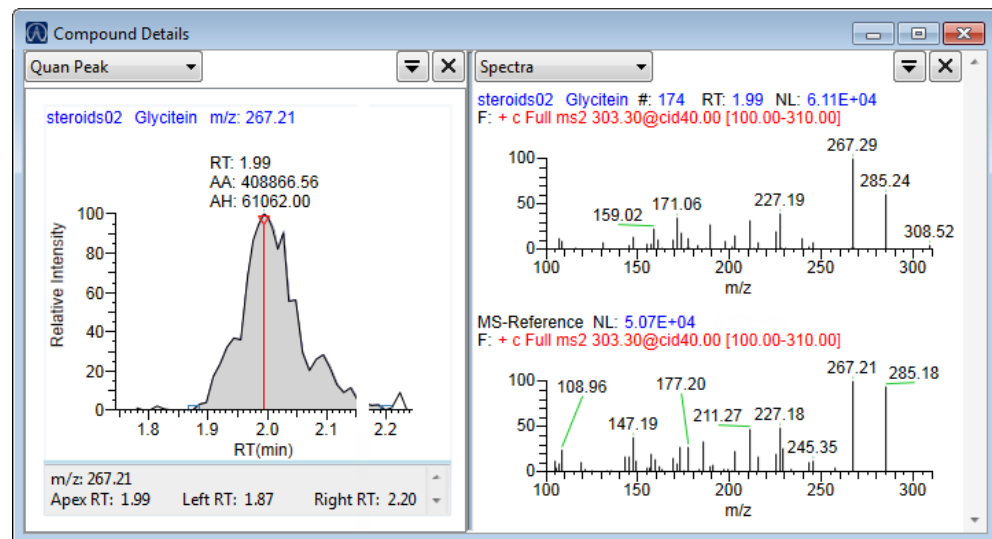 Compound Details
Quan Peak
steroids02 Glycitein m/z: 267.21
RT: 1.99
AA: 408866.56
AH: 61062.00
100
80
60
40
20
0
Relative Intensity
1.8 1.9 2.0 2.1 2.2
RT(min)
m/z: 267.21
Apex RT: 1.99 Left RT: 1.87 Right RT: 2.20
Spectra
steroids02 Glycitein #: 174 RT: 1.99 NL: 6.11E+04
F: + c Full ms2 303.30@cid40.00 [100.00-310.00]
267.29
285.24
227.19
171.06
159.02
308.52
100
50
0
100 150 200 250 300
m/z
MS-Reference NL: 5.07E+04
F: + c Full ms2 303.30@cid40.00 [100.00-310.00]
267.21
285.18
108.96
177.20
211.27
227.18
147.19
245.35
100
50
0
100 150 200 250 300
m/z